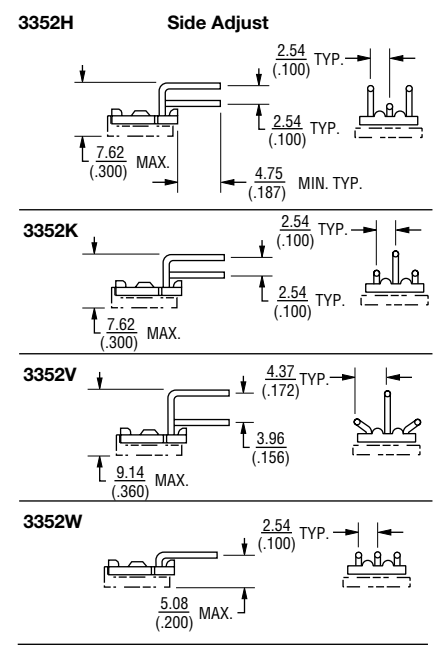 3352H Side Adjust
2.54
(.100) TYP.
2.54
(.100) TYP.
7.62
(.300) MAX.
4.75
(.187) MIN. TYP.
3352K
2.54
(.100) TYP.
2.54
(.100) TYP.
7.62
(.300) MAX.
3352V
4.37
(.172) TYP.
3.96
(.156)
9.14
(.360) MAX.
3352W
2.54
(.100) TYP.
5.08
(.200) MAX.